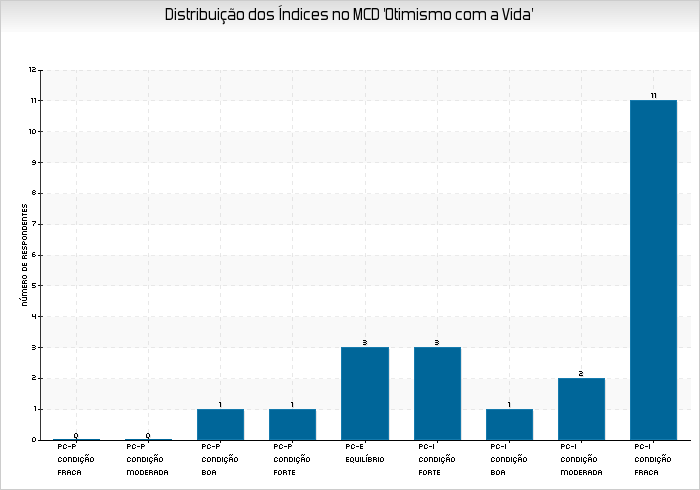 Distribuição dos Índices no MCD 'Otimismo com a Vida'
NÚMERO DE RESPONDENTES
12
11
10
9
8
7
6
5
4
3
2
1
0
0
0
1
1
3
3
1
2
11
PC-P
CONDIÇÃO
FRACA
PC-P
CONDIÇÃO
MODERADA
PC-P
CONDIÇÃO
BOA
PC-P
CONDIÇÃO
FORTE
PC-E
EQUILÍBRIO
PC-I
CONDIÇÃO
FORTE
PC-I
CONDIÇÃO
BOA
PC-I
CONDIÇÃO
MODERADA
PC-I
CONDIÇÃO
FRACA